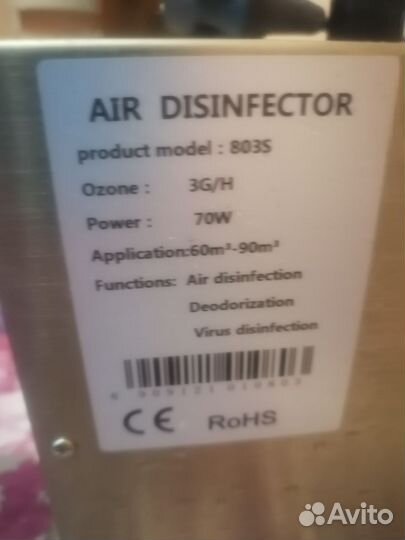 AIR DISINFECTOR
product model : 803S
Ozone : 3G/H
Power : 70W
Application:60m³-90m³
Functions: Air disinfection
Deodorization
Virus disinfection
CE RoHS
Avito